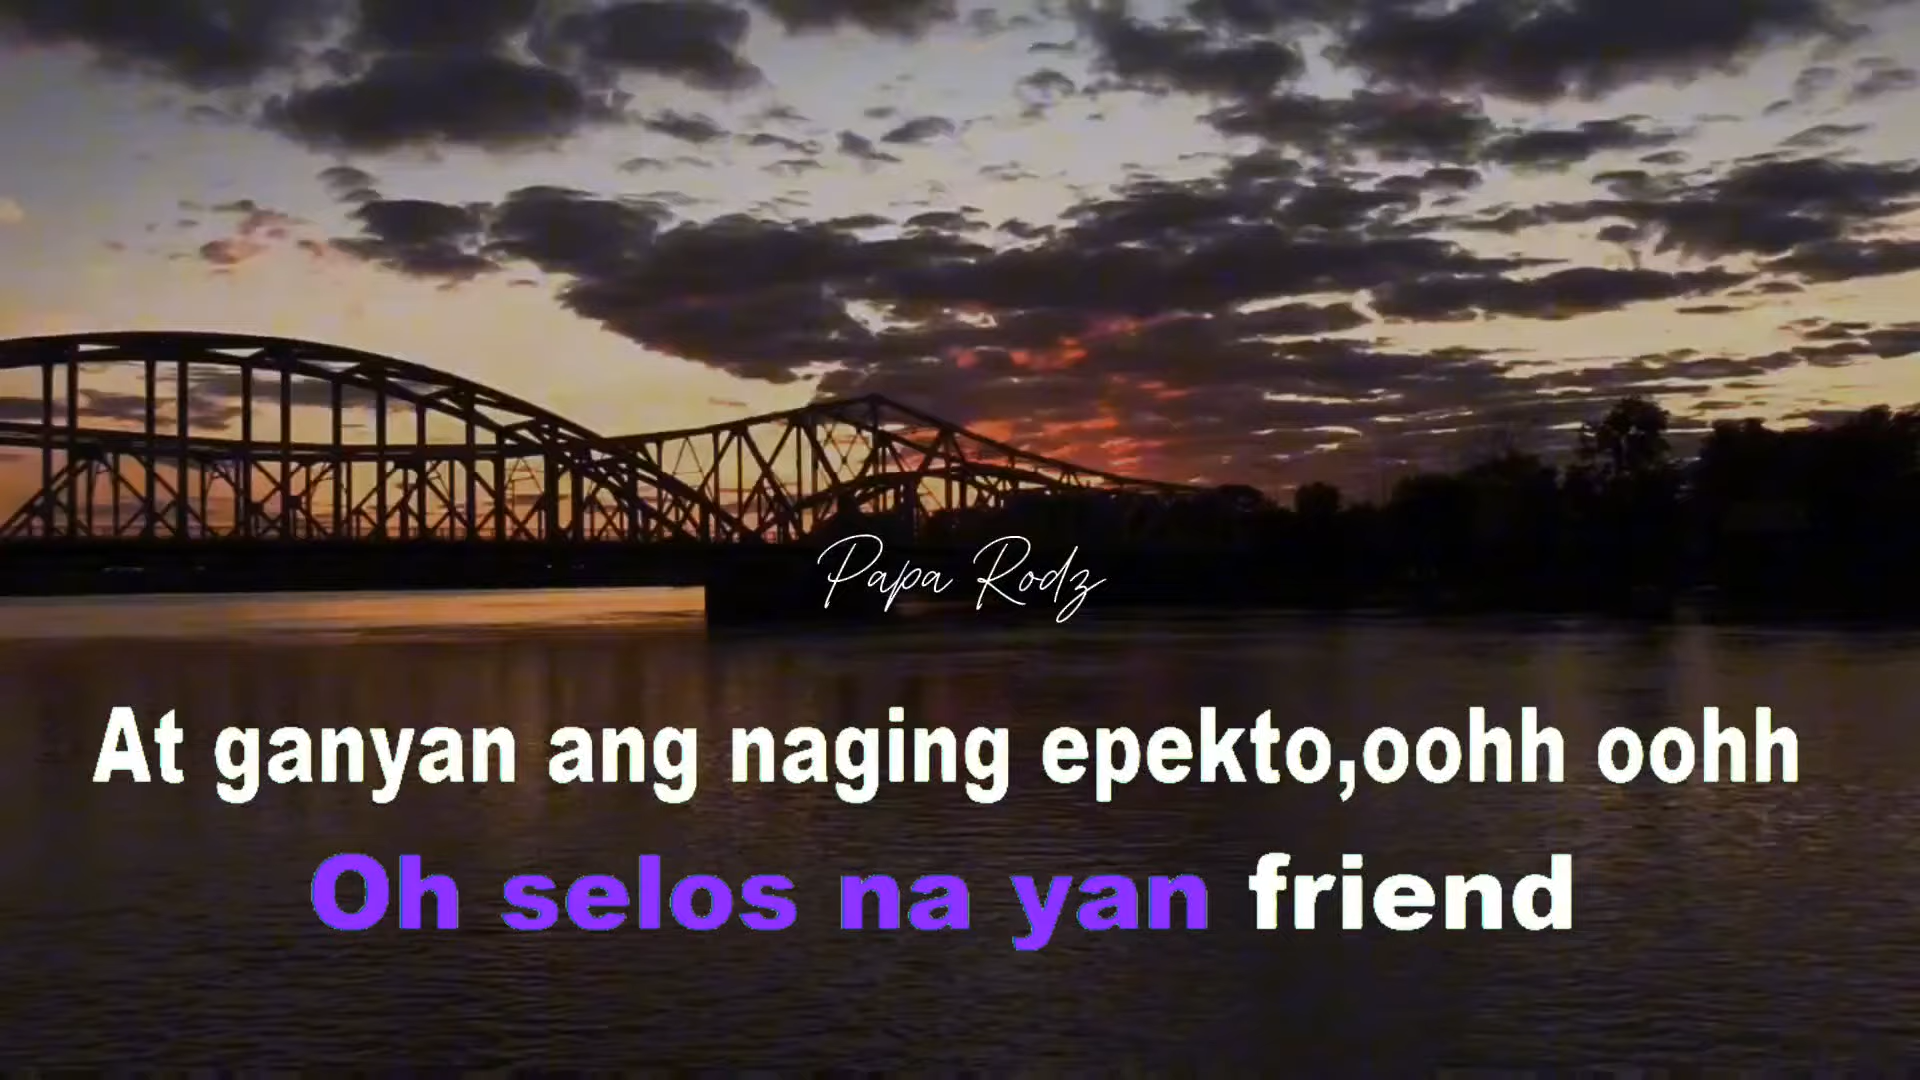 Papa Rodz
At ganyan ang naging epekto,oohh oohh
Oh selos na yan friend